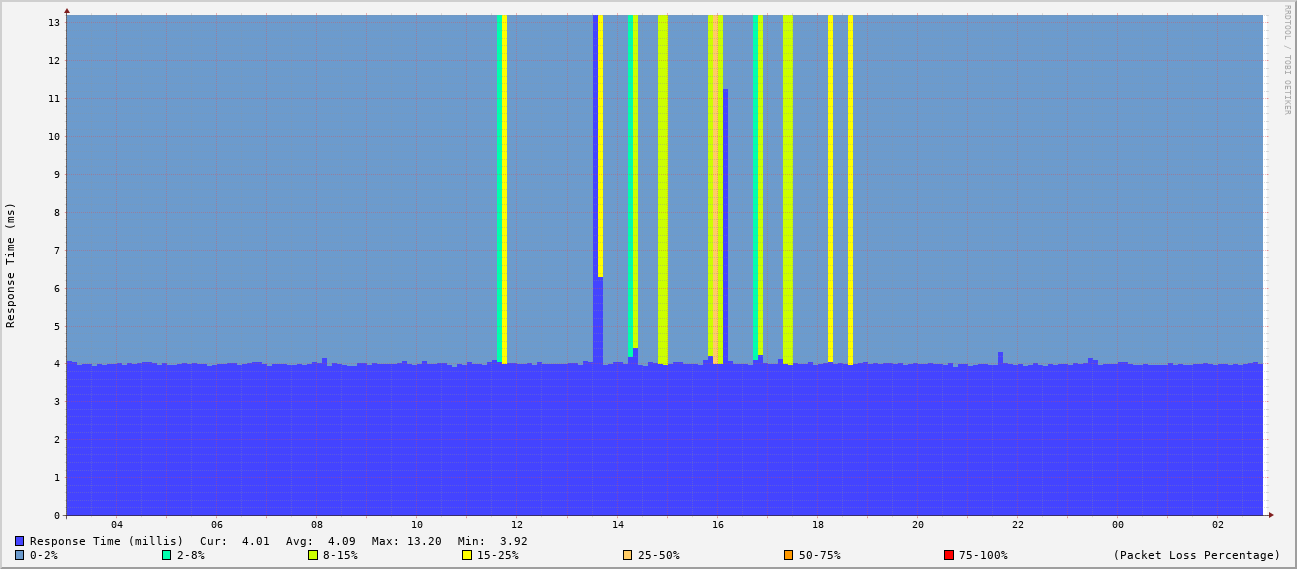 RRDTOOL / TOBI OETIKER
Response Time (ms)
13
12
11
10
9
8
7
6
5
4
3
2
1
0
04 06 08 10 12 14 16 18 20 22 00 02
Response Time (millis) Cur: 4.01 Avg: 4.09 Max: 13.20 Min: 3.92
0-2% 2-8% 8-15% 15-25% 25-50% 50-75% 75-100% (Packet Loss Percentage)